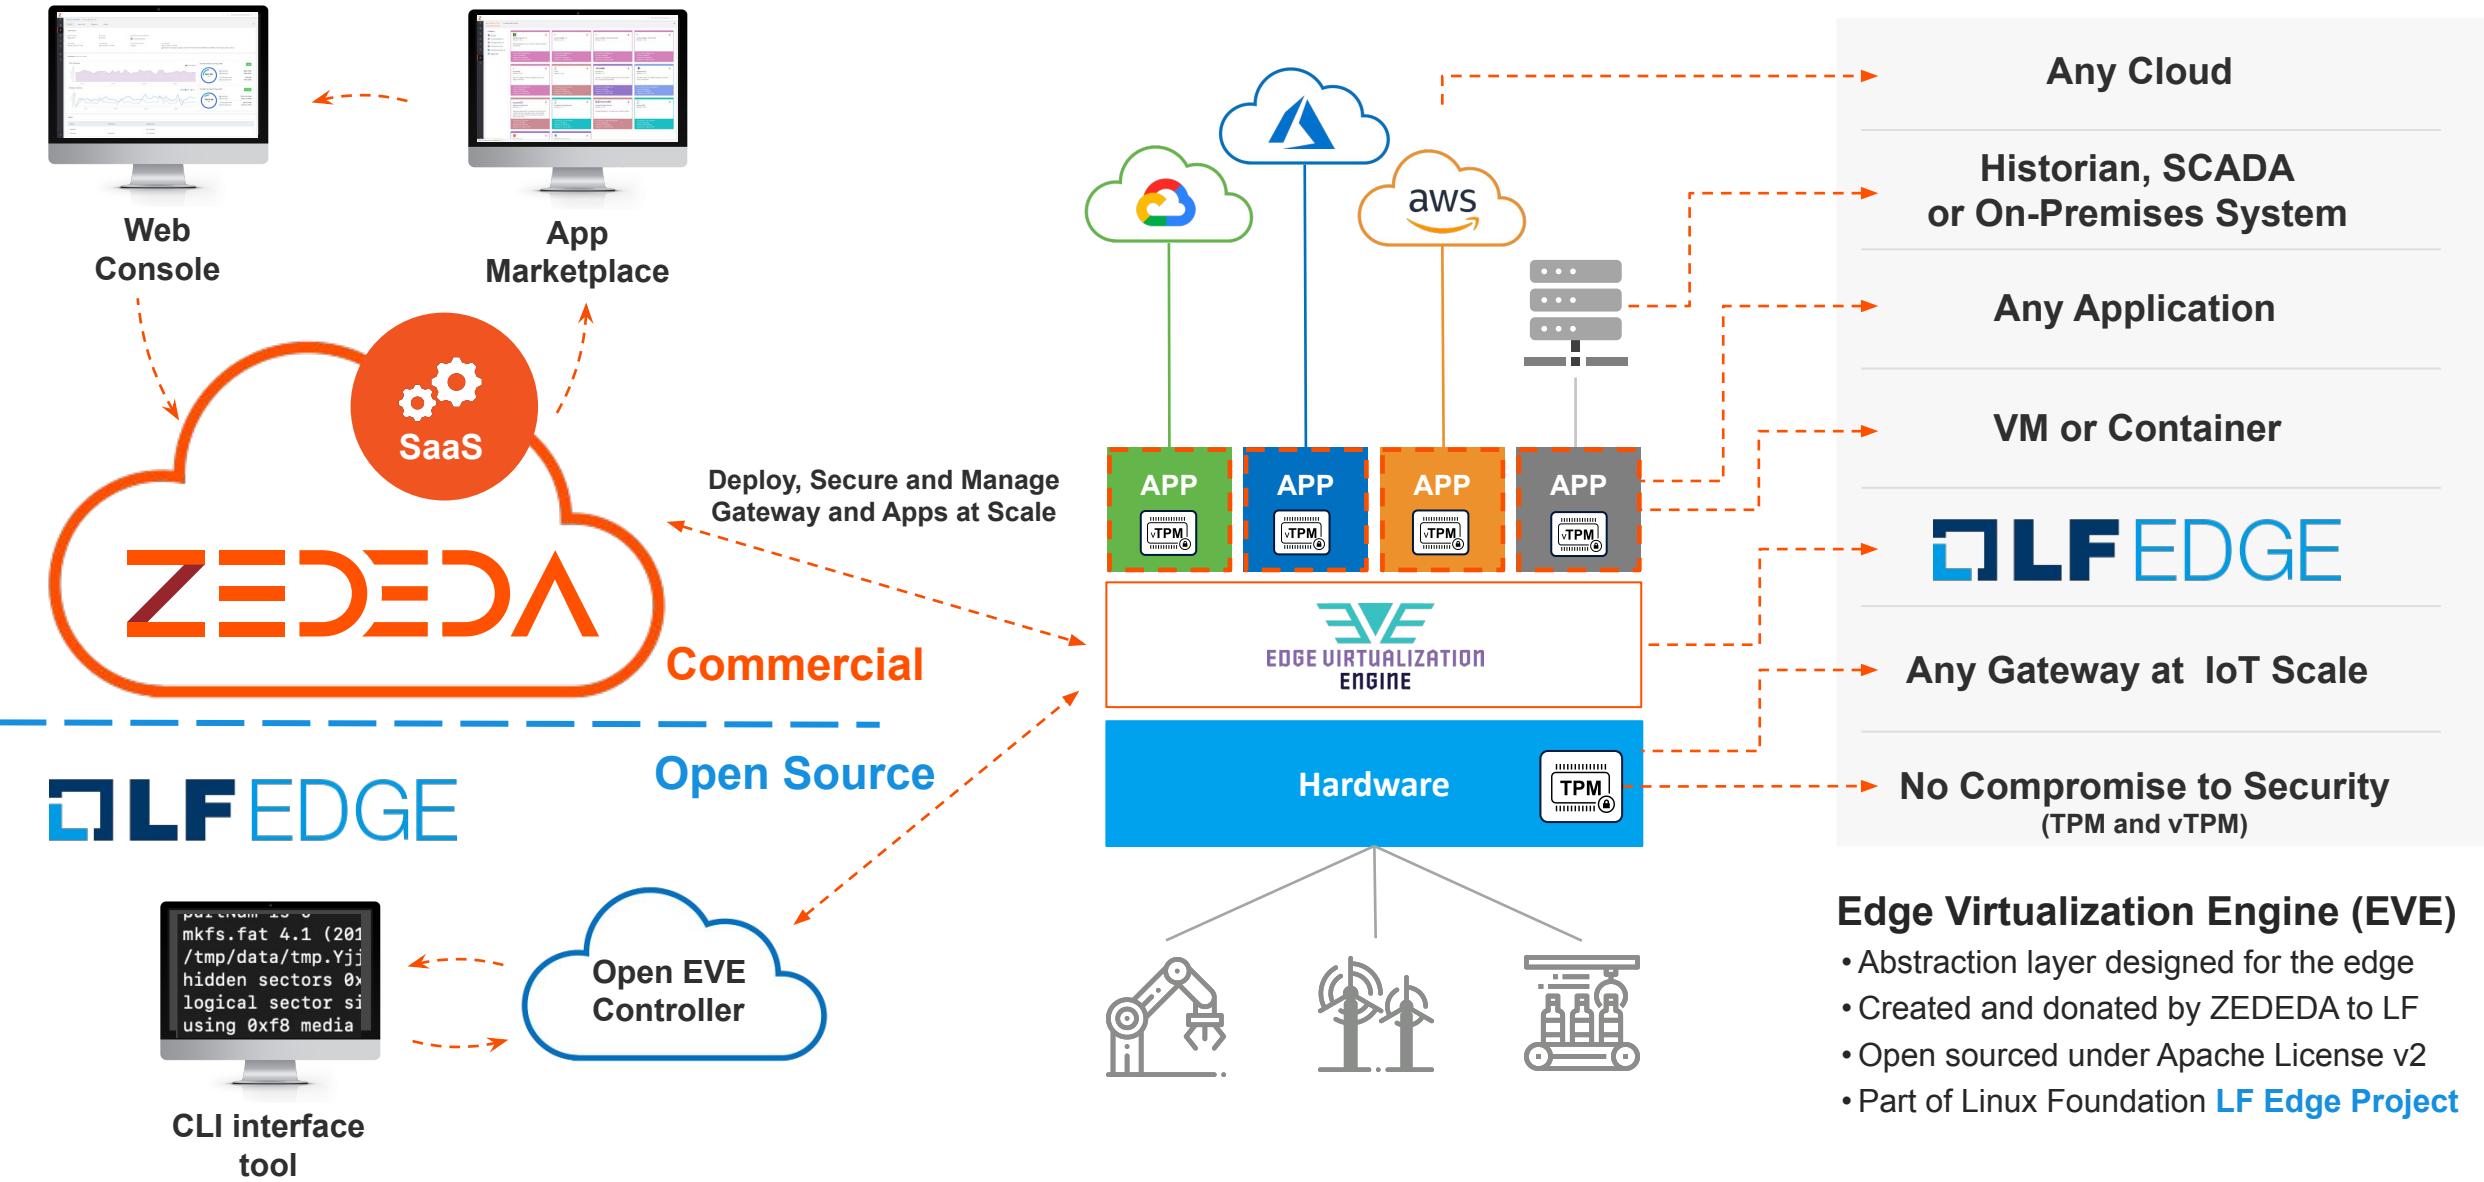 Web
Console
App
Marketplace
SaaS
ZEDEDA
Deploy, Secure and Manage
Gateway and Apps at Scale
Commercial
Open Source
LF EDGE
mkfs.fat 4.1 (201
/tmp/data/tmp.Yjj
hidden sectors 0x
logical sector si
using 0xf8 media
CLI interface
tool
Open EVE
Controller
aws
APP
vTPM
APP
vTPM
APP
vTPM
APP
vTPM
EVE
EDGE VIRTUALIZATION
ENGINE
Hardware
TPM
Any Cloud
Historian, SCADA
or On-Premises System
Any Application
VM or Container
LF EDGE
Any Gateway at IoT Scale
No Compromise to Security
(TPM and vTPM)
Edge Virtualization Engine (EVE)
• Abstraction layer designed for the edge
• Created and donated by ZEDEDA to LF
• Open sourced under Apache License v2
• Part of Linux Foundation LF Edge Project